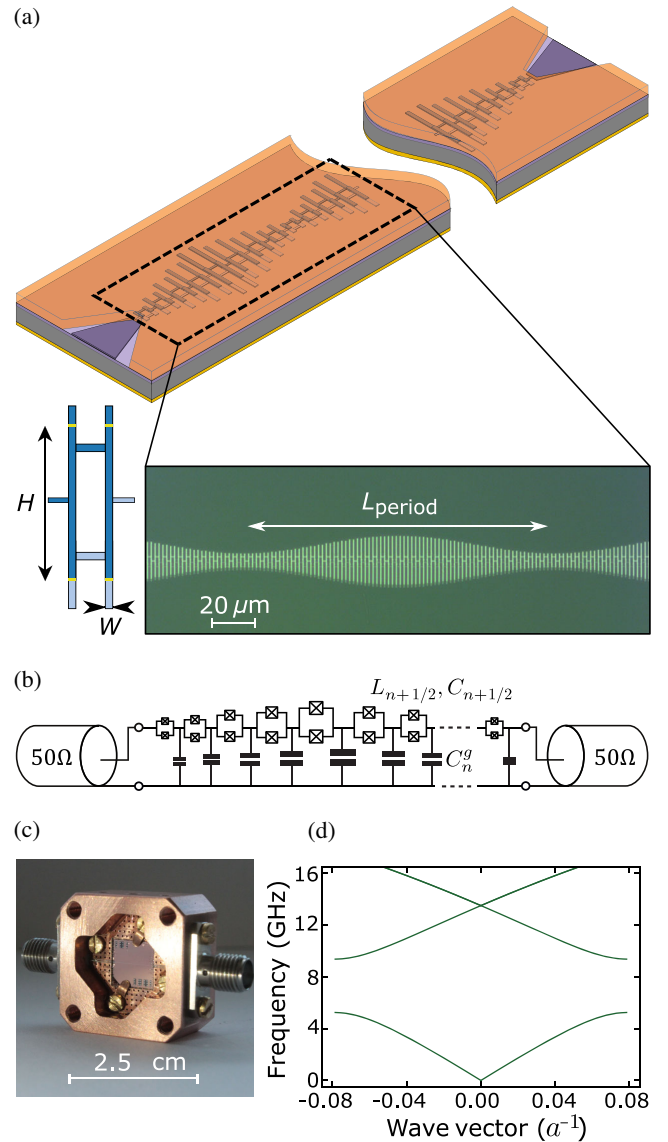 (a)
H
W
L_period
20 μm
(b)
L_{n+1/2}, C_{n+1/2}
50Ω
C_n^g
50Ω
(c)
2.5 cm
(d)
Frequency (GHz)
16
12
8
4
0
-0.08 -0.04 0.00 0.04 0.08
Wave vector (a^{-1})